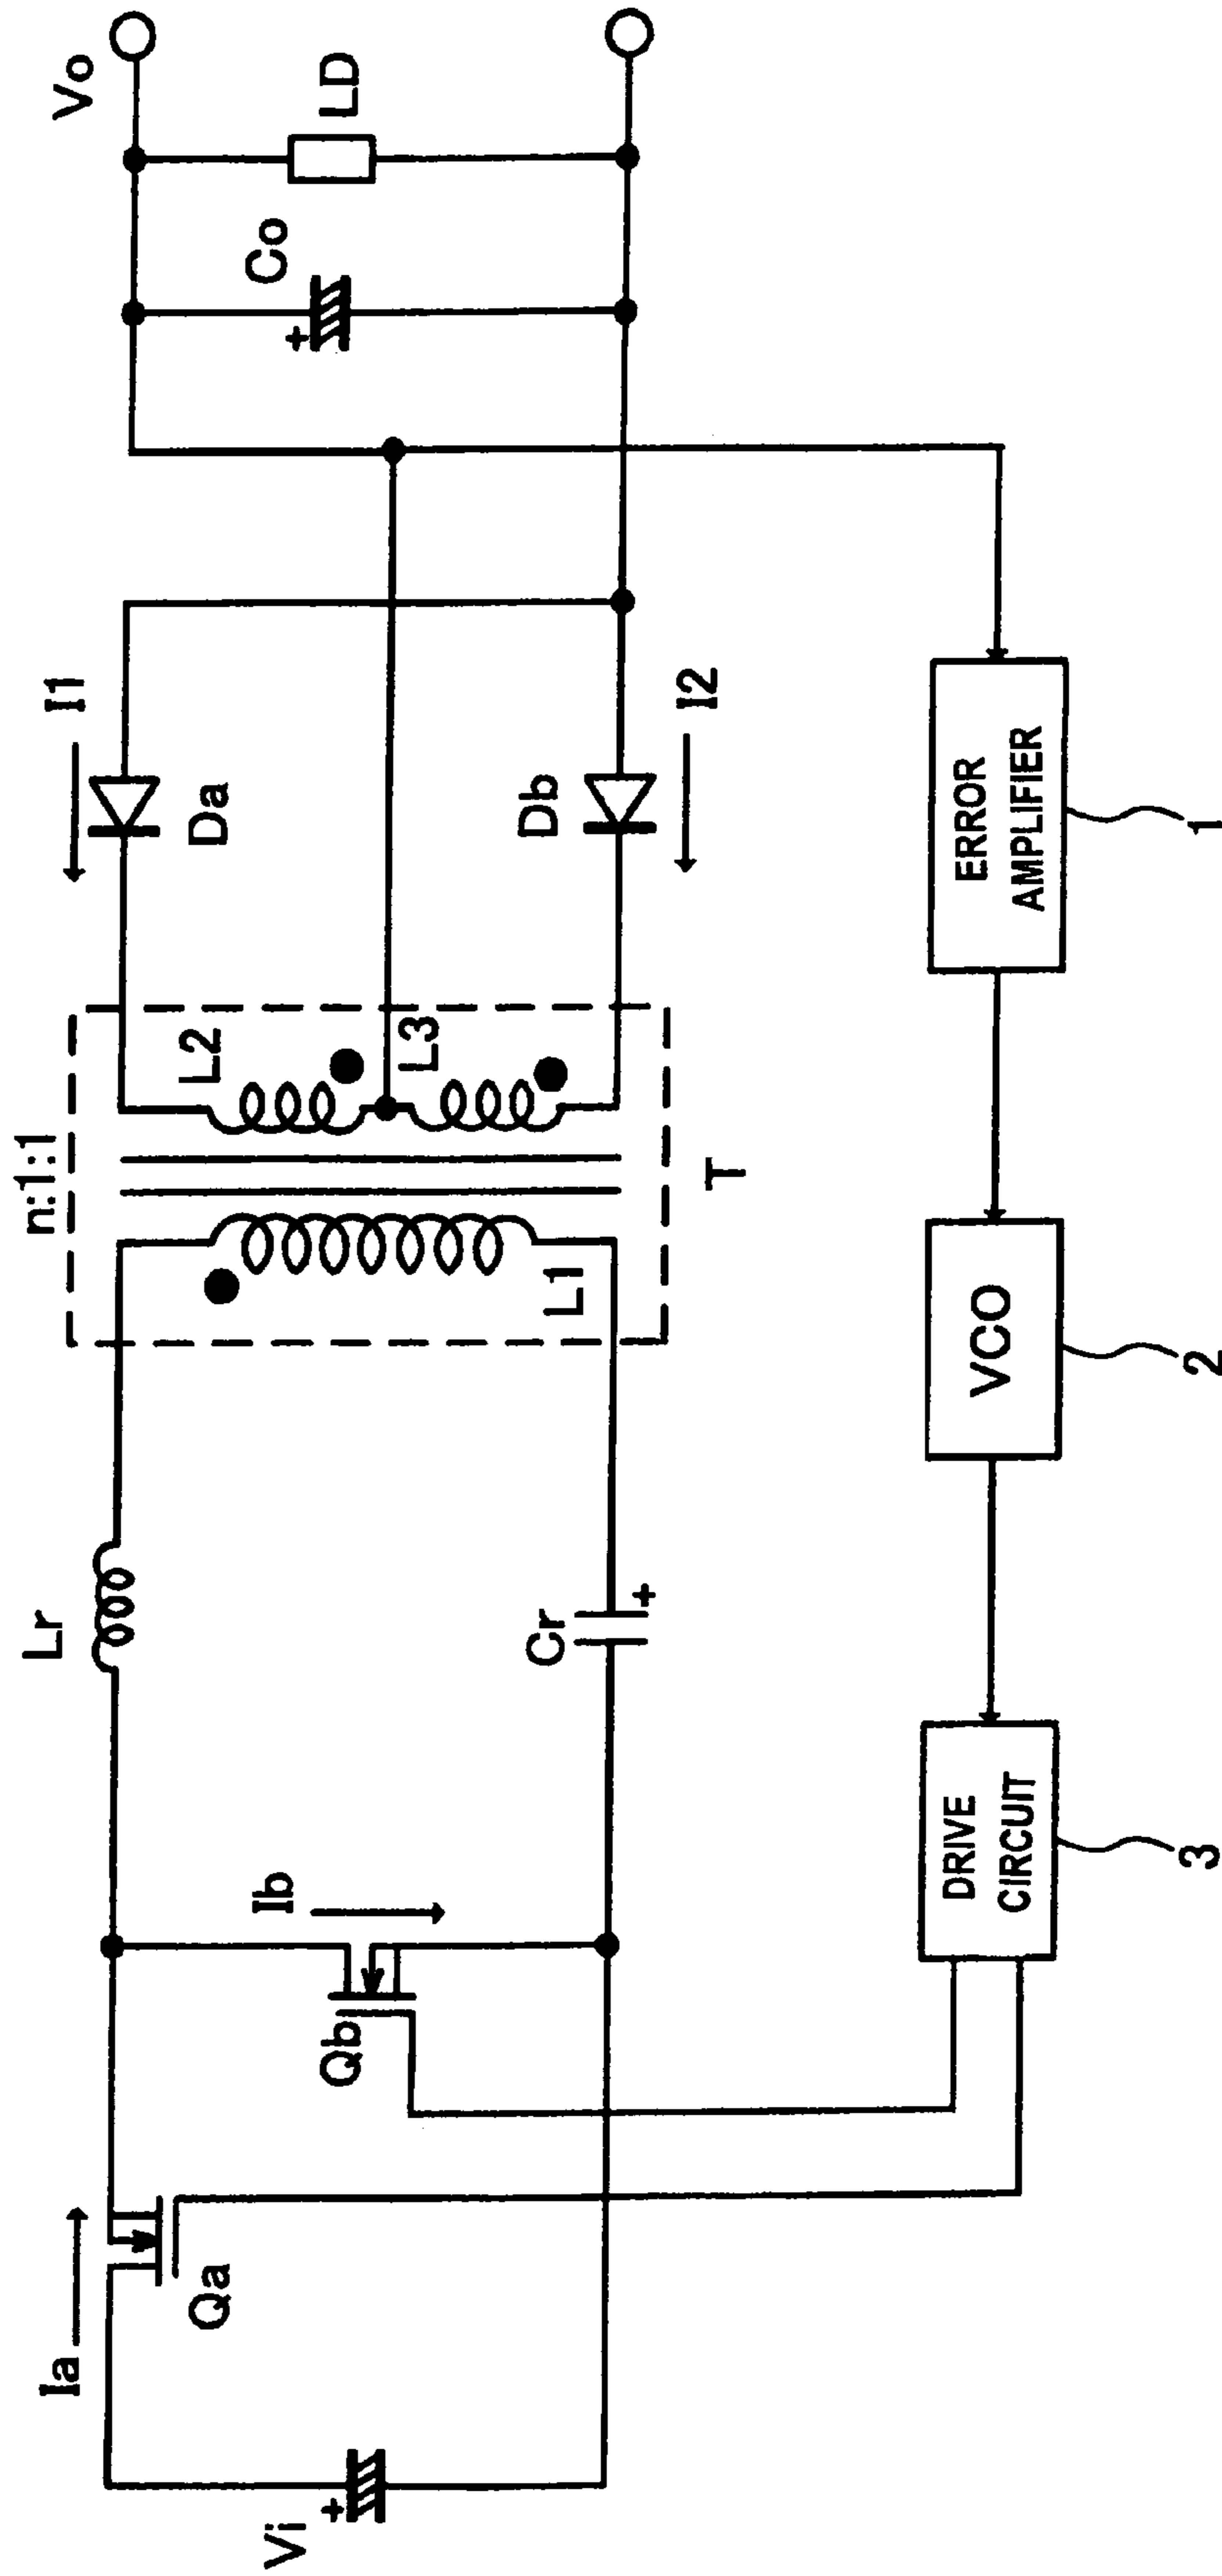 n:1:1
I1
Vo
Ia
Lr
L2
Da
Co
LD
Qa
Vi
+
Ib
Qb
L1
L3
Db
+
Cr
+
T
I2
DRIVE
CIRCUIT
VCO
ERROR
AMPLIFIER
3
2
1